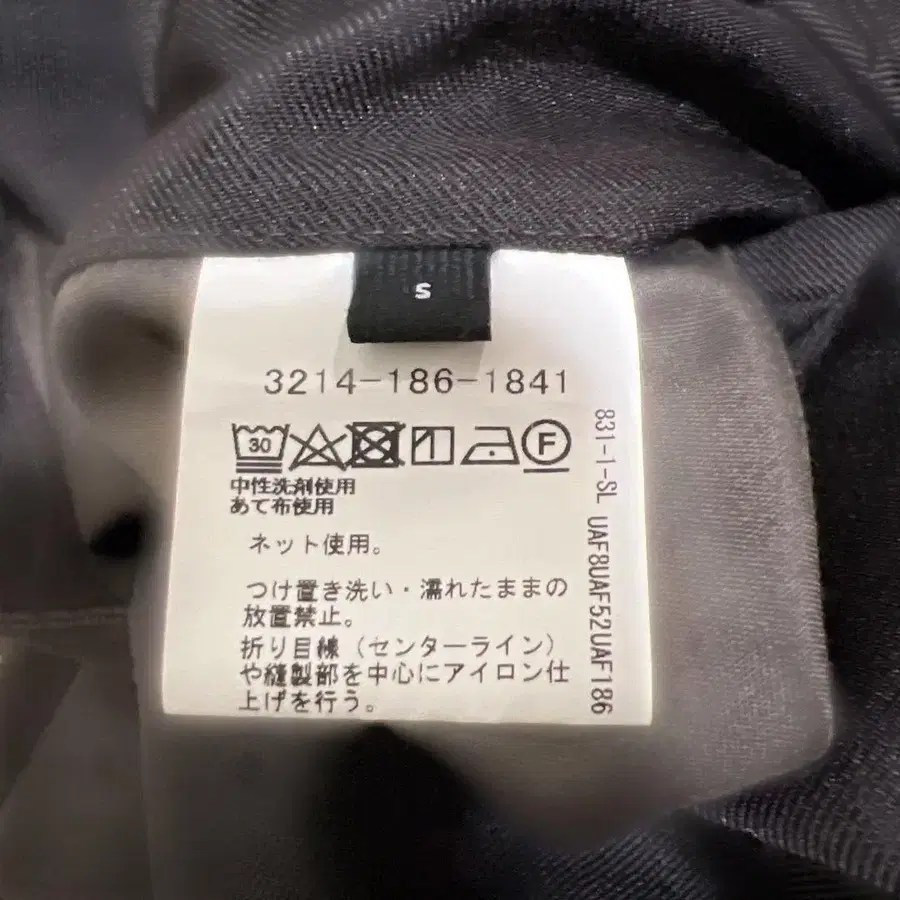 S
3214-186-1841
30
F
中性洗剤使用
あて布使用
ネット使用。
つけ置き洗い・濡れたままの
放置禁止。
折り目線（センターライン）
や縫製部を中心にアイロン仕
上げを行う。
831-1-SL UAF8UAF52UAF186